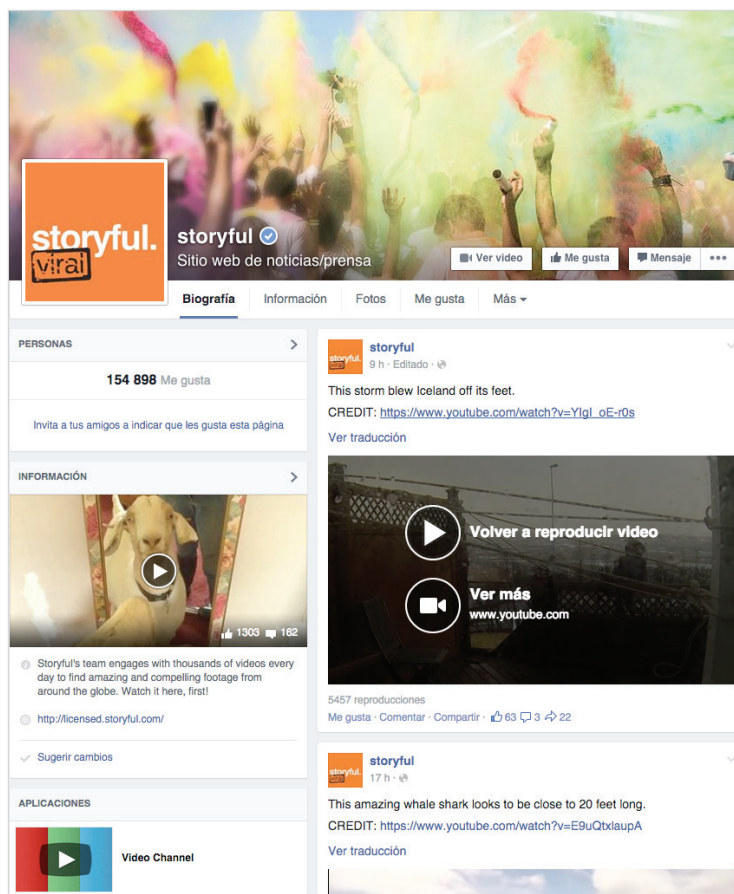 storyful.
viral
storyful
Sitio web de noticias/prensa
Ver video
Me gusta
Mensaje
Biografía
Información
Fotos
Me gusta
Más
PERSONAS
154 898 Me gusta
Invita a tus amigos a indicar que les gusta esta página
INFORMACIÓN
1303
162
Storyful's team engages with thousands of videos every
day to find amazing and compelling footage from
around the globe. Watch it here, first!
http://licensed.storyful.com/
Sugerir cambios
APLICACIONES
Video Channel
storyful.
viral
storyful
9 h · Editado ·
This storm blew Iceland off its feet.
CREDIT: https://www.youtube.com/watch?v=YIgI_oE-r0s
Ver traducción
Volver a reproducir video
Ver más
www.youtube.com
5457 reproducciones
Me gusta · Comentar · Compartir · 63 3 22
storyful.
viral
storyful
17 h ·
This amazing whale shark looks to be close to 20 feet long.
CREDIT: https://www.youtube.com/watch?v=E9uQtxlaupA
Ver traducción